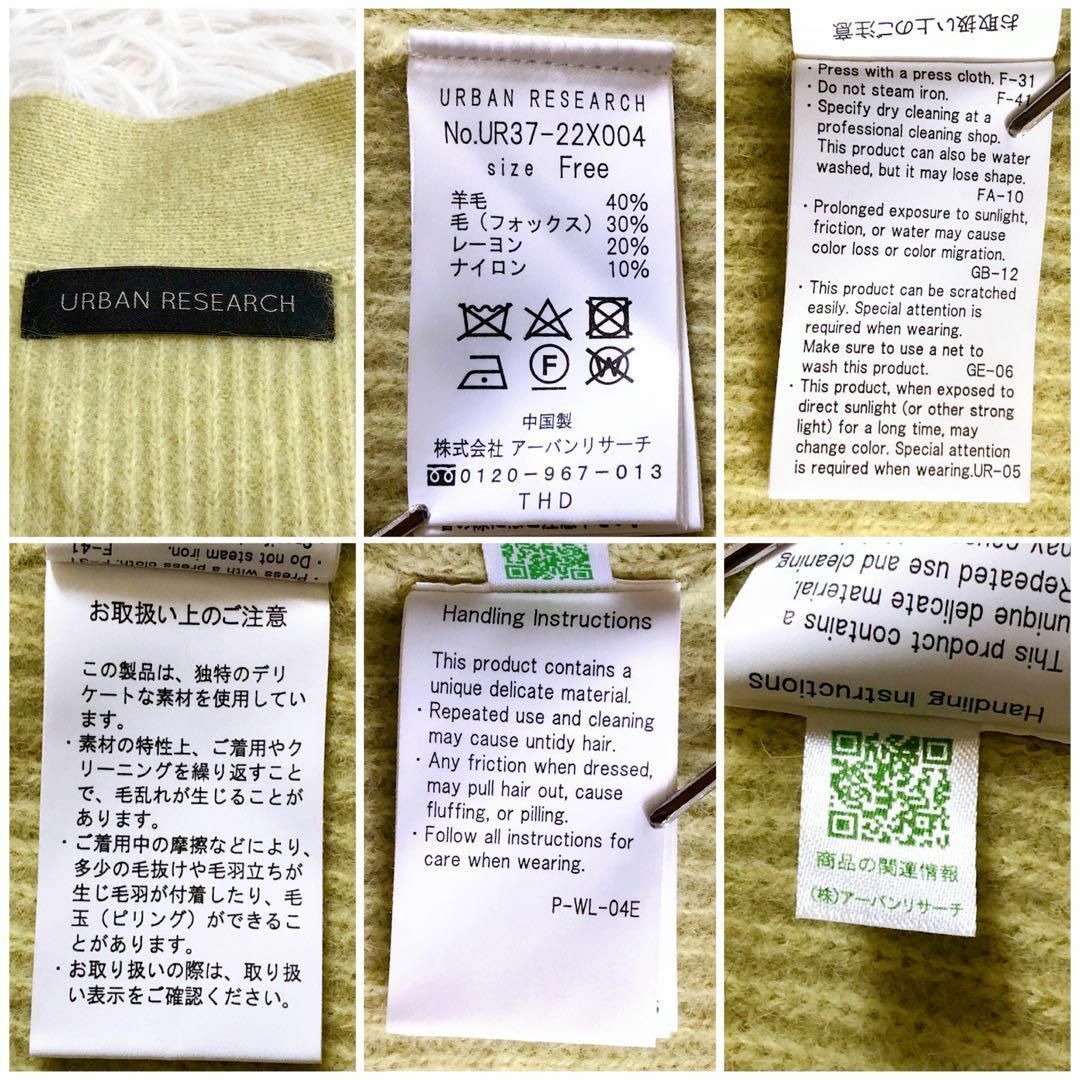 URBAN RESEARCH
URBAN RESEARCH
No.UR37-22X004
size Free
羊毛 40%
毛（フォックス）30%
レーヨン 20%
ナイロン 10%
F
W
中国製
株式会社 アーバンリサーチ
0120-967-013
THD
お取扱い上のご注意
・Press with a press cloth. F-31
・Do not steam iron. F-41
・Specify dry cleaning at a
professional cleaning shop.
This product can also be water
washed, but it may lose shape.
FA-10
・Prolonged exposure to sunlight,
friction, or water may cause
color loss or color migration.
GB-12
・This product can be scratched
easily. Special attention is
required when wearing.
Make sure to use a net to
wash this product. GE-06
・This product, when exposed to
direct sunlight (or other strong
light) for a long time, may
change color. Special attention
is required when wearing.UR-05
・Do not steam iron. F-41
・Press with a press cloth. F-31
お取扱い上のご注意
この製品は、独特のデリ
ケートな素材を使用してい
ます。
・素材の特性上、ご着用やク
リーニングを繰り返すこと
で、毛乱れが生じることが
あります。
・ご着用中の摩擦などにより、
多少の毛抜けや毛羽立ちが
生じ毛羽が付着したり、毛
玉（ピリング）ができるこ
とがあります。
・お取り扱いの際は、取り扱
い表示をご確認ください。
Handling Instructions
This product contains a
unique delicate material.
・Repeated use and cleaning
may cause untidy hair.
・Any friction when dressed,
may pull hair out, cause
fluffing, or pilling.
・Follow all instructions for
care when wearing.
P-WL-04E
Repeated use and cleaning
unique delicate material.
This product contains a
Handling Instructions
商品の関連情報
(株)アーバンリサーチ